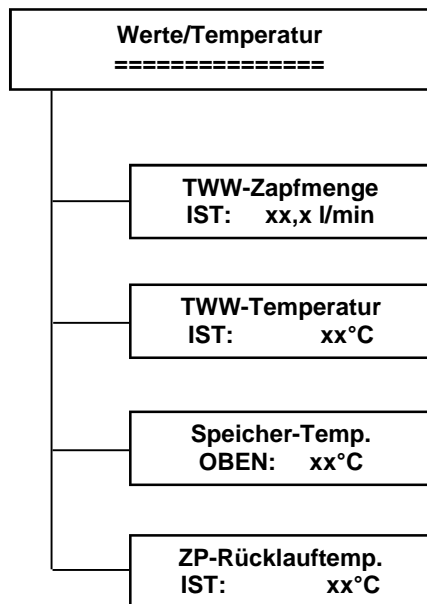 Werte/Temperatur
===============
TWW-Zapfmenge
IST: xx,x l/min
TWW-Temperatur
IST: xx°C
Speicher-Temp.
OBEN: xx°C
ZP-Rücklauftemp.
IST: xx°C